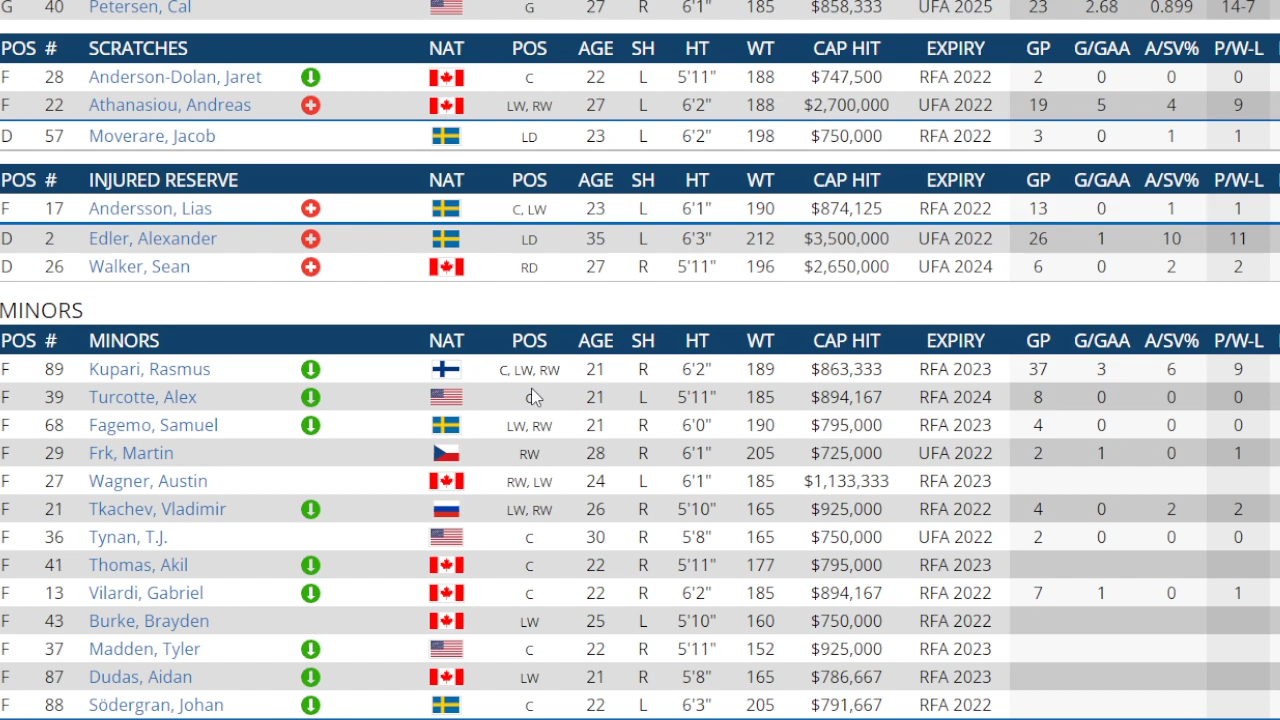 G 40 Petersen, Cal G 27 R 6'1" 185 $858,333 UFA 2025 23 2.68 0.899 14-7
POS # SCRATCHES NAT POS AGE SH HT WT CAP HIT EXPIRY GP G/GAA A/SV% P/W-L
F 28 Anderson-Dolan, Jaret C 22 L 5'11" 188 $747,500 RFA 2022 2 0 0 0
F 22 Athanasiou, Andreas LW, RW 27 L 6'2" 188 $2,700,000 UFA 2022 19 5 4 9
D 57 Moverare, Jacob LD 23 L 6'2" 198 $750,000 RFA 2022 3 0 1 1
POS # INJURED RESERVE NAT POS AGE SH HT WT CAP HIT EXPIRY GP G/GAA A/SV% P/W-L
F 17 Andersson, Lias C, LW 23 L 6'1" 90 $874,125 RFA 2022 13 0 1 1
D 2 Edler, Alexander LD 35 L 6'3" 212 $3,500,000 UFA 2022 26 1 10 11
D 26 Walker, Sean RD 27 R 5'11" 96 $2,650,000 UFA 2024 6 0 2 2
MINORS
POS # MINORS NAT POS AGE SH HT WT CAP HIT EXPIRY GP G/GAA A/SV% P/W-L
F 89 Kupari, Rasmus C, LW, RW 21 R 6'2" 189 $863,333 RFA 2023 37 3 6 9
F 39 Turcotte, Alex 21 L 5'11" 185 $894,167 RFA 2024 8 0 0 0
F 68 Fagemo, Samuel LW, RW 21 R 6'0" 190 $795,000 RFA 2023 4 0 0 0
F 29 Frk, Martin RW 28 R 6'1" 205 $725,000 UFA 2022 2 1 0 1
F 27 Wagner, Austin RW, LW 24 L 6'1" 185 $1,133,333 RFA 2023
F 21 Tkachev, Vladimir LW, RW 26 R 5'10" 165 $925,000 RFA 2022 4 0 2 2
F 36 Tynan, T.J. C 30 R 5'8" 165 $750,000 UFA 2022 2 0 0 0
F 41 Thomas, Akil C 22 R 5'11" 177 $795,000 RFA 2023
F 13 Vilardi, Gabriel C 22 R 6'2" 185 $894,167 RFA 2022 7 1 0 1
F 43 Burke, Brayden LW 25 L 5'10" 160 $750,000 RFA 2022
F 37 Madden, Tyler C 22 R 5'11" 152 $925,000 RFA 2023
F 87 Dudas, Aidan LW 21 R 5'8" 165 $786,667 RFA 2023
F 88 Södergran, Johan C 22 L 6'3" 205 $791,667 RFA 2022